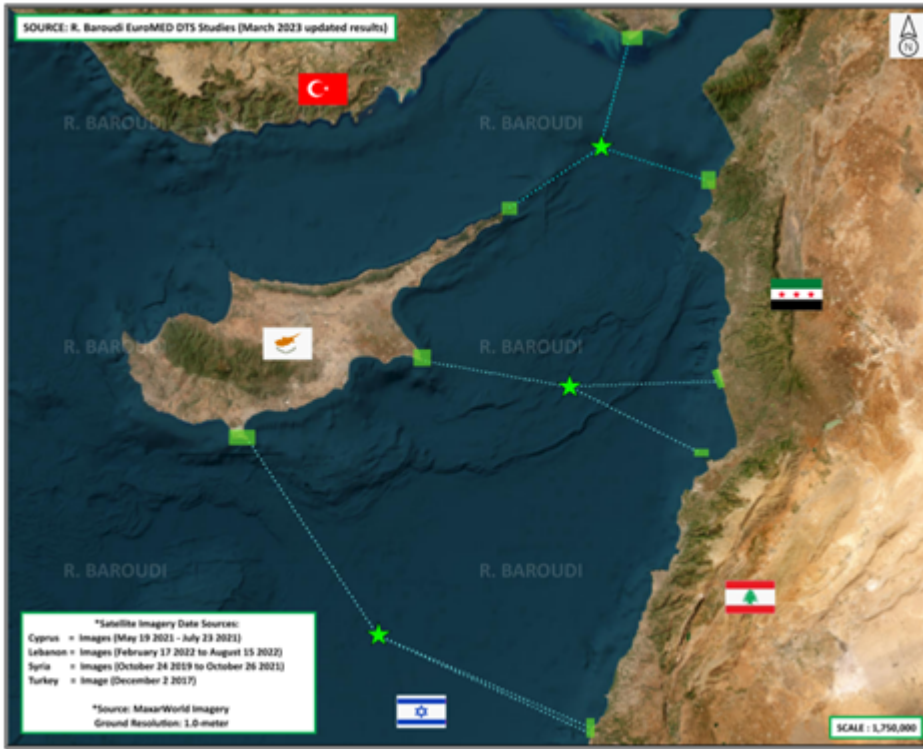 SOURCE: R. Baroudi EuroMED DTS Studies (March 2023 updated results)
N
R. BAROUDI
R. BAROUDI
R. BAROUDI
R. BAROUDI
R. BAROUDI
R. BAROUDI
*Satellite Imagery Date Sources:
Cyprus = Images (May 19 2021 - July 23 2021)
Lebanon = Images (February 17 2022 to August 15 2022)
Syria = Images (October 24 2019 to October 26 2021)
Turkey = Image (December 2 2017)
*Source: MaxarWorld Imagery
Ground Resolution: 1.0-meter
SCALE : 1,750,000